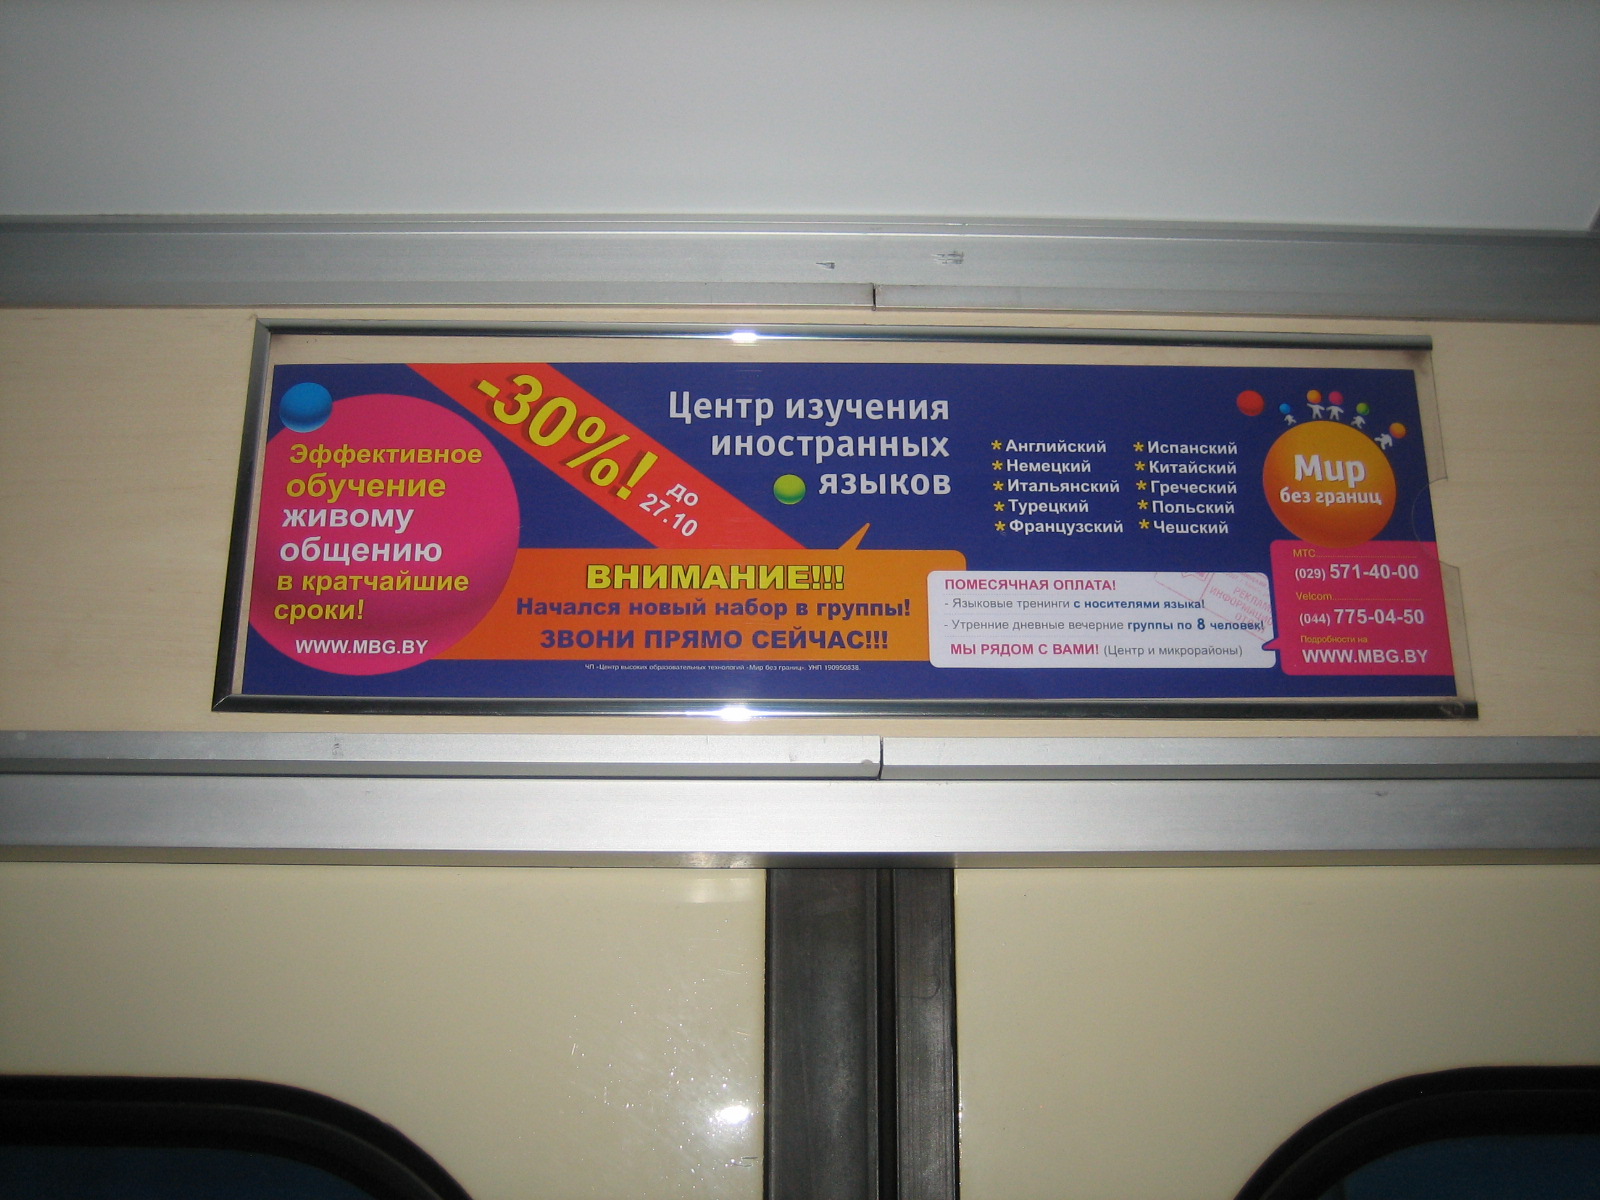 Эффективное
обучение
живому
общению
в кратчайшие
сроки!
WWW.MBG.BY
-30%!
до
27.10
Центр изучения
иностранных
языков
ВНИМАНИЕ!!!
Начался новый набор в группы!
ЗВОНИ ПРЯМО СЕЙЧАС!!!
ЧП «Центр высоких образовательных технологий «Мир без границ». УНП 190950838.
* Английский
* Немецкий
* Итальянский
* Турецкий
* Французский
* Испанский
* Китайский
* Греческий
* Польский
* Чешский
ПОМЕСЯЧНАЯ ОПЛАТА!
- Языковые тренинги с носителями языка!
- Утренние дневные вечерние группы по 8 человек!
МЫ РЯДОМ С ВАМИ! (Центр и микрорайоны)
Мир
без границ
МТС
(029) 571-40-00
Velcom
(044) 775-04-50
Подробности на
WWW.MBG.BY